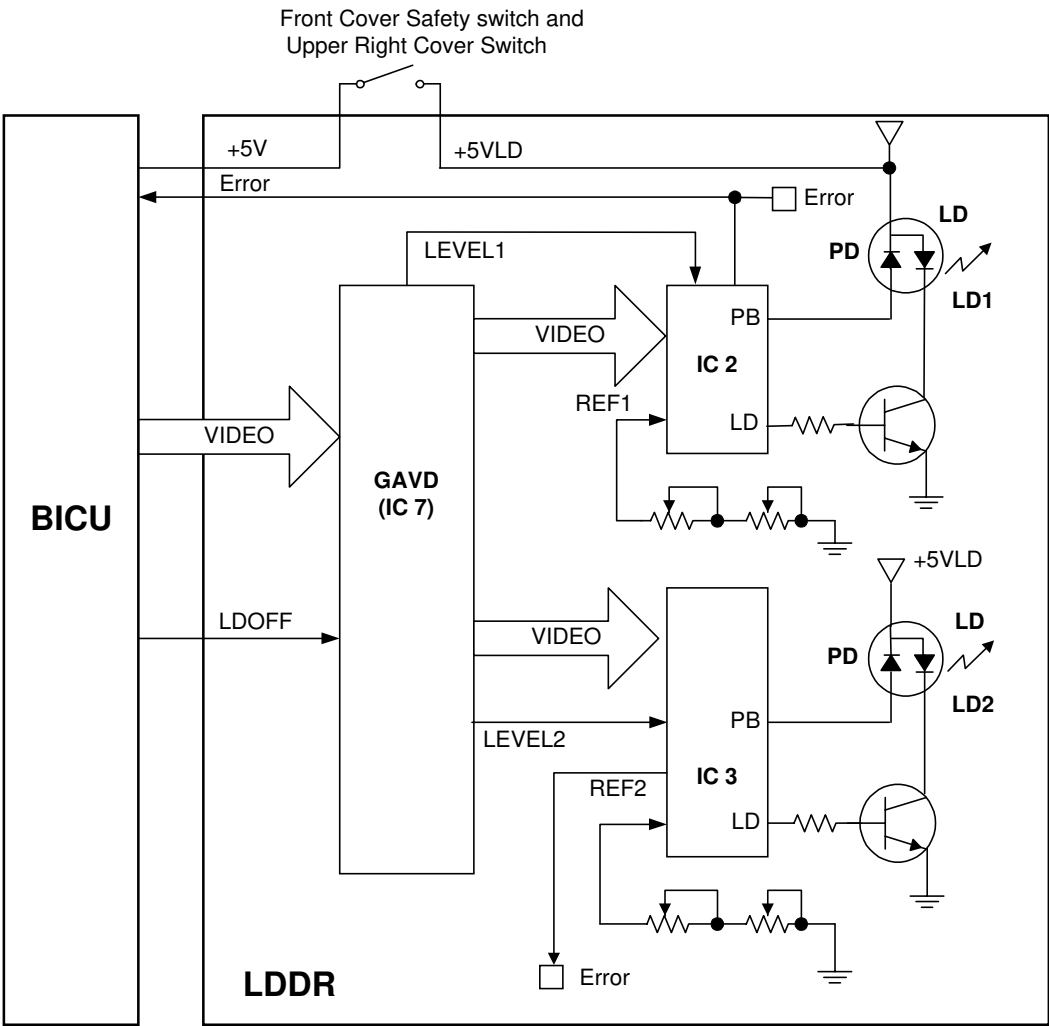 Front Cover Safety switch and
Upper Right Cover Switch
+5V
+5VLD
Error
Error
LD
LEVEL1
PD
LD1
PB
VIDEO
IC 2
REF1
LD
VIDEO
GAVD
(IC 7)
BICU
+5VLD
LDOFF
VIDEO
LD
PD
LD2
PB
LEVEL2
IC 3
REF2
LD
Error
LDDR